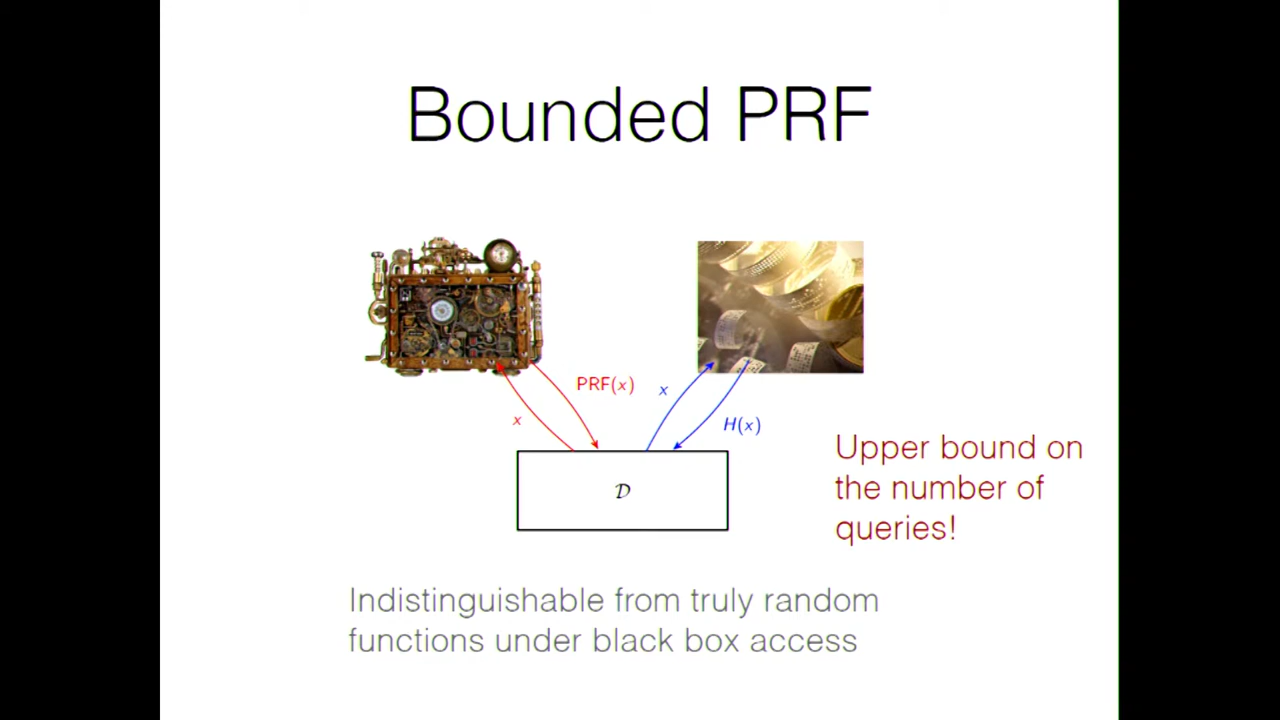 Bounded PRF
PRF(x)
x
x
H(x)
D
Upper bound on
the number of
queries!
Indistinguishable from truly random
functions under black box access